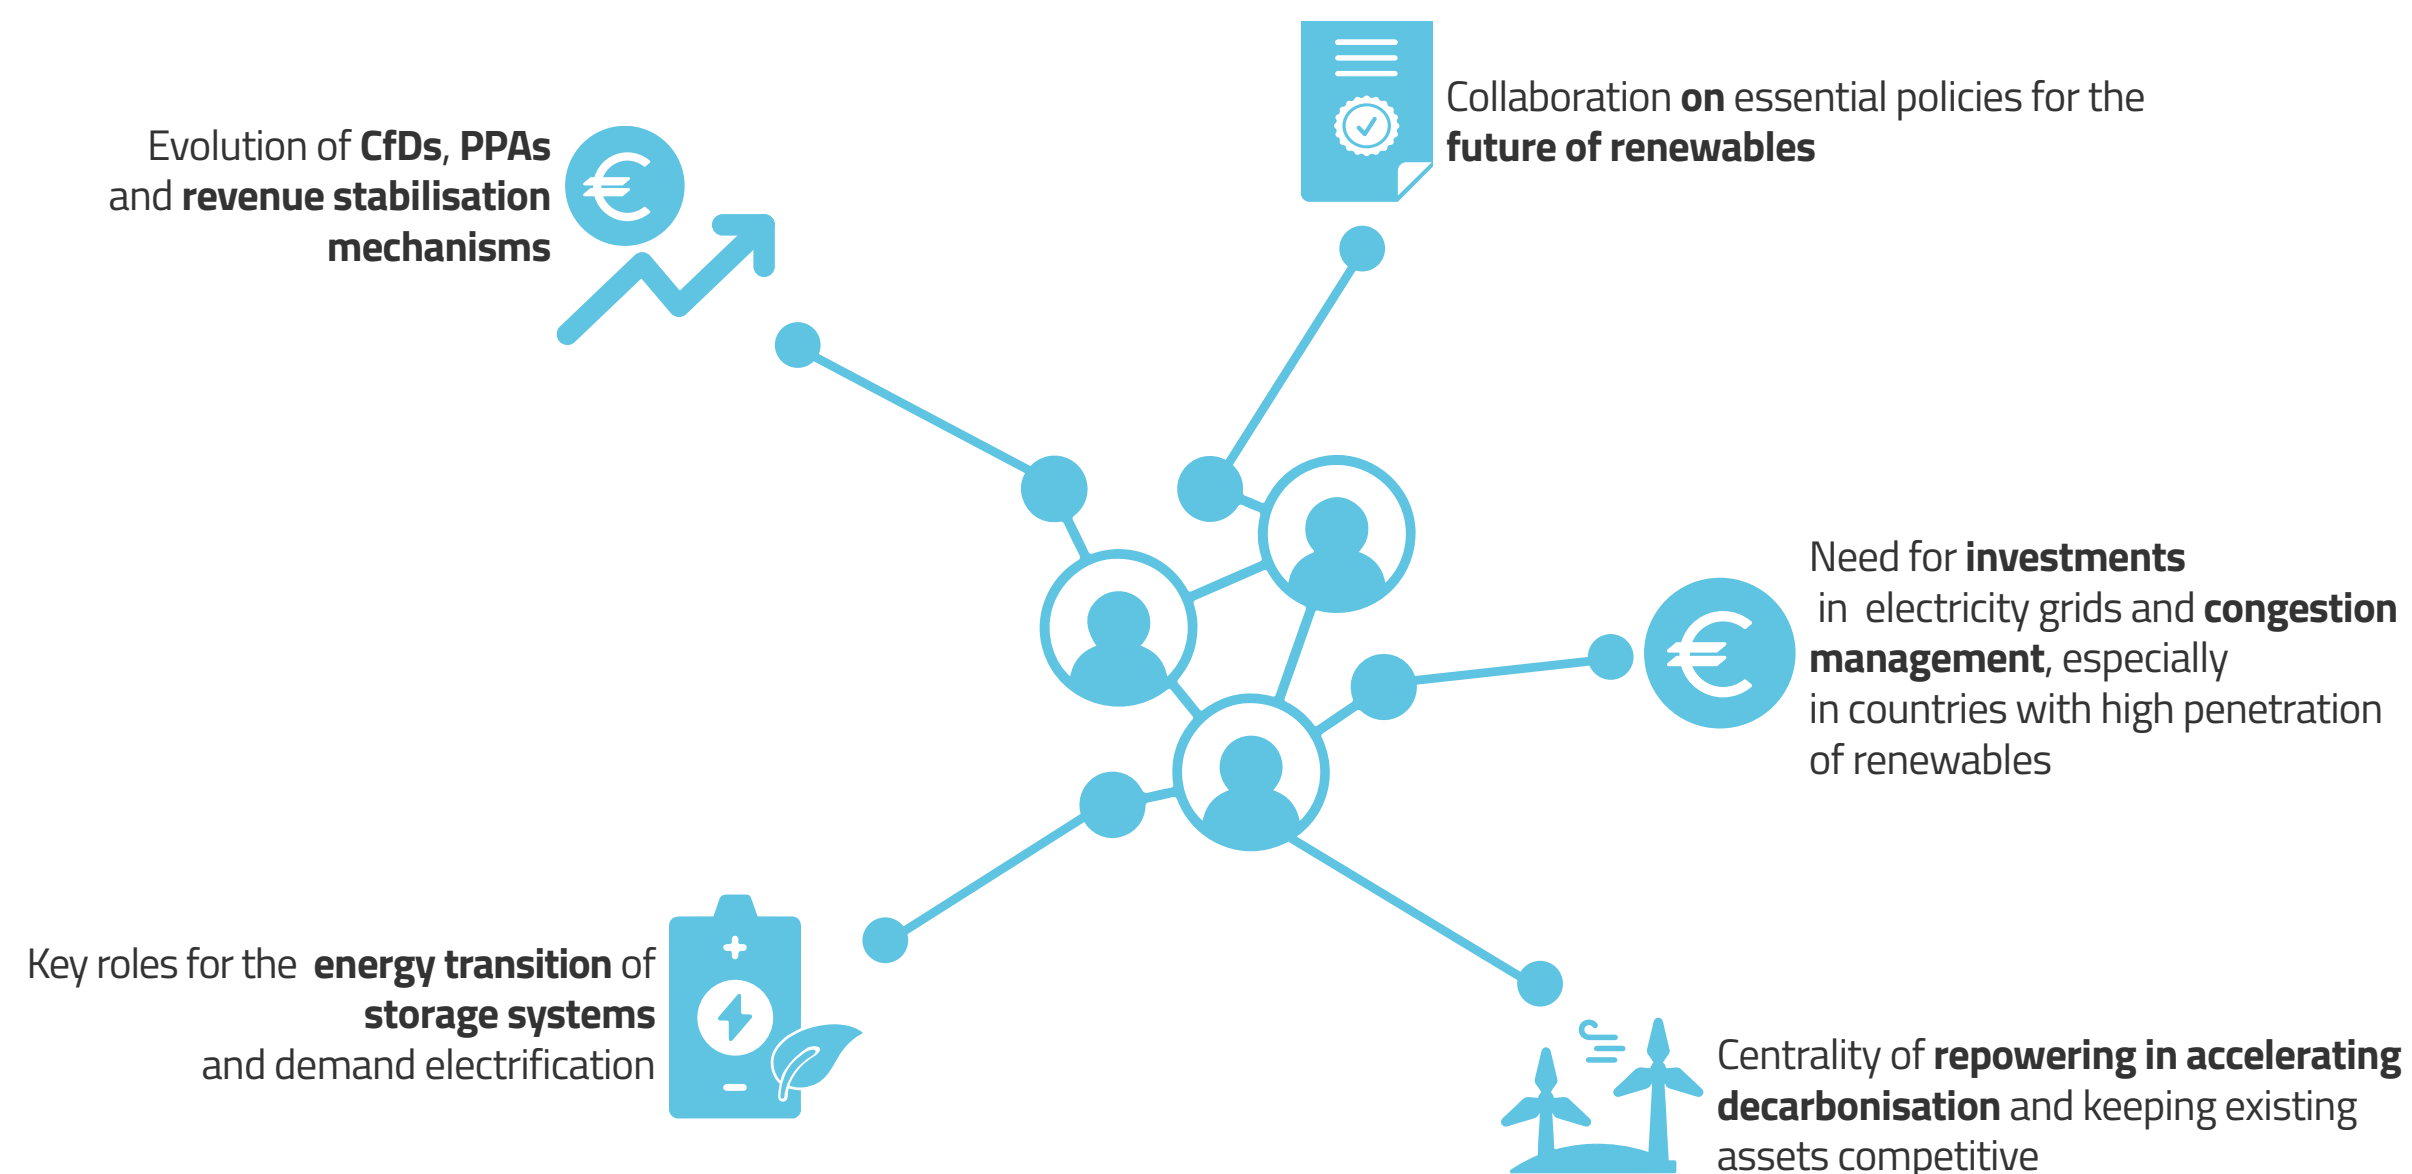 Evolution of CfDs, PPAs
and revenue stabilisation
mechanisms
Collaboration on essential policies for the
future of renewables
Need for investments
in electricity grids and congestion
management, especially
in countries with high penetration
of renewables
Key roles for the energy transition of
storage systems
and demand electrification
Centrality of repowering in accelerating
decarbonisation and keeping existing
assets competitive